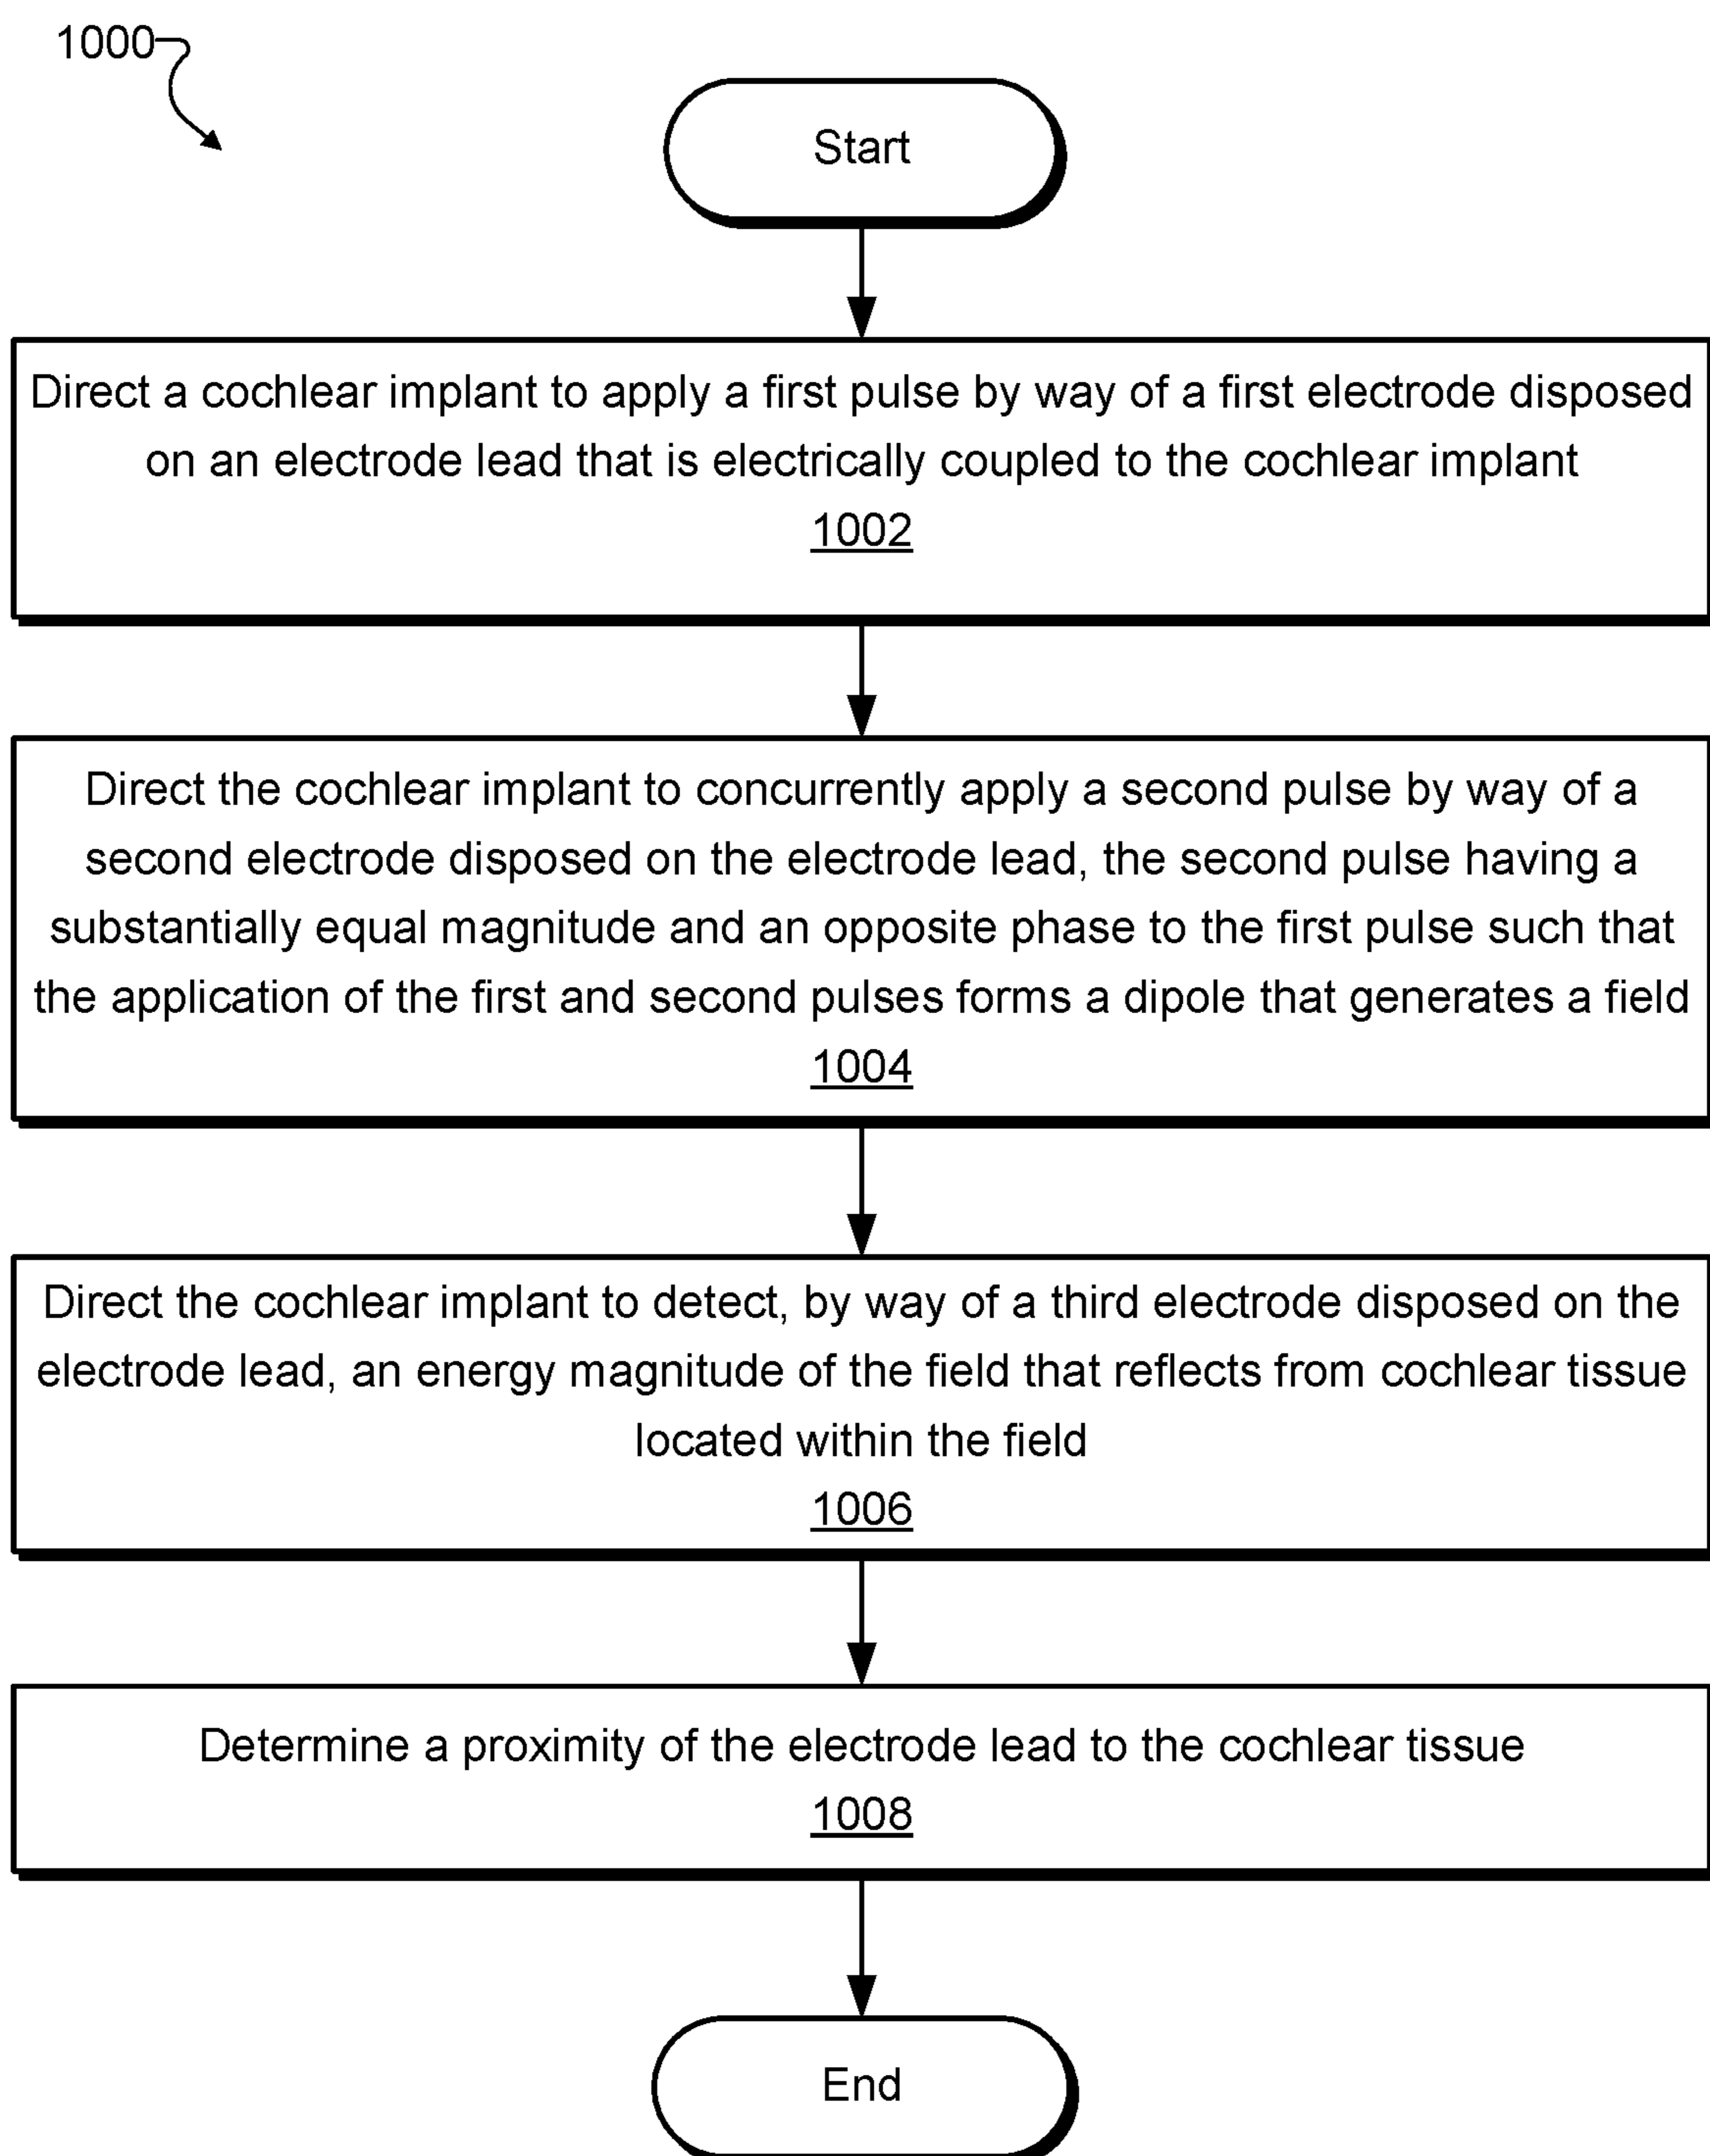 1000
Start
Direct a cochlear implant to apply a first pulse by way of a first electrode disposed
on an electrode lead that is electrically coupled to the cochlear implant
1002
Direct the cochlear implant to concurrently apply a second pulse by way of a
second electrode disposed on the electrode lead, the second pulse having a
substantially equal magnitude and an opposite phase to the first pulse such that
the application of the first and second pulses forms a dipole that generates a field
1004
Direct the cochlear implant to detect, by way of a third electrode disposed on the
electrode lead, an energy magnitude of the field that reflects from cochlear tissue
located within the field
1006
Determine a proximity of the electrode lead to the cochlear tissue
1008
End